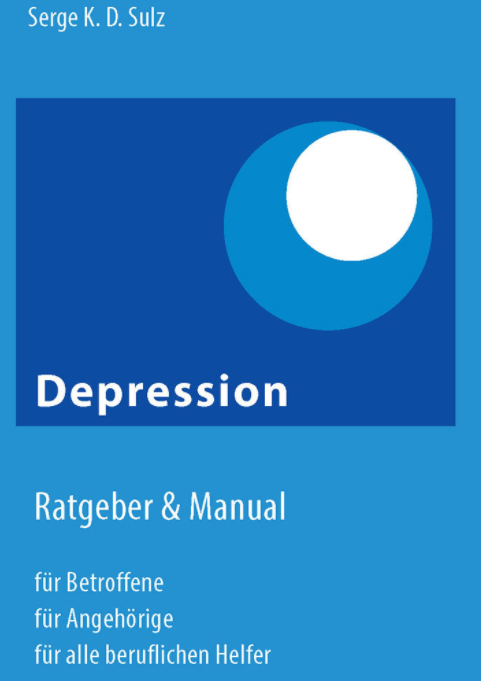 Serge K. D. Sulz
Depression
Ratgeber & Manual
für Betroffene
für Angehörige
für alle beruflichen Helfer